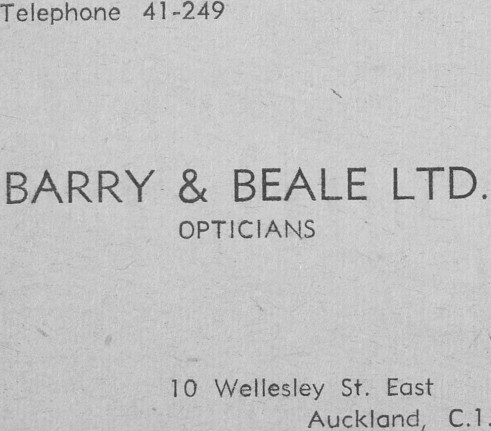 Telephone 41-249
BARRY & BEALE LTD.
OPTICIANS
10 Wellesley St. East
Auckland, C.1.